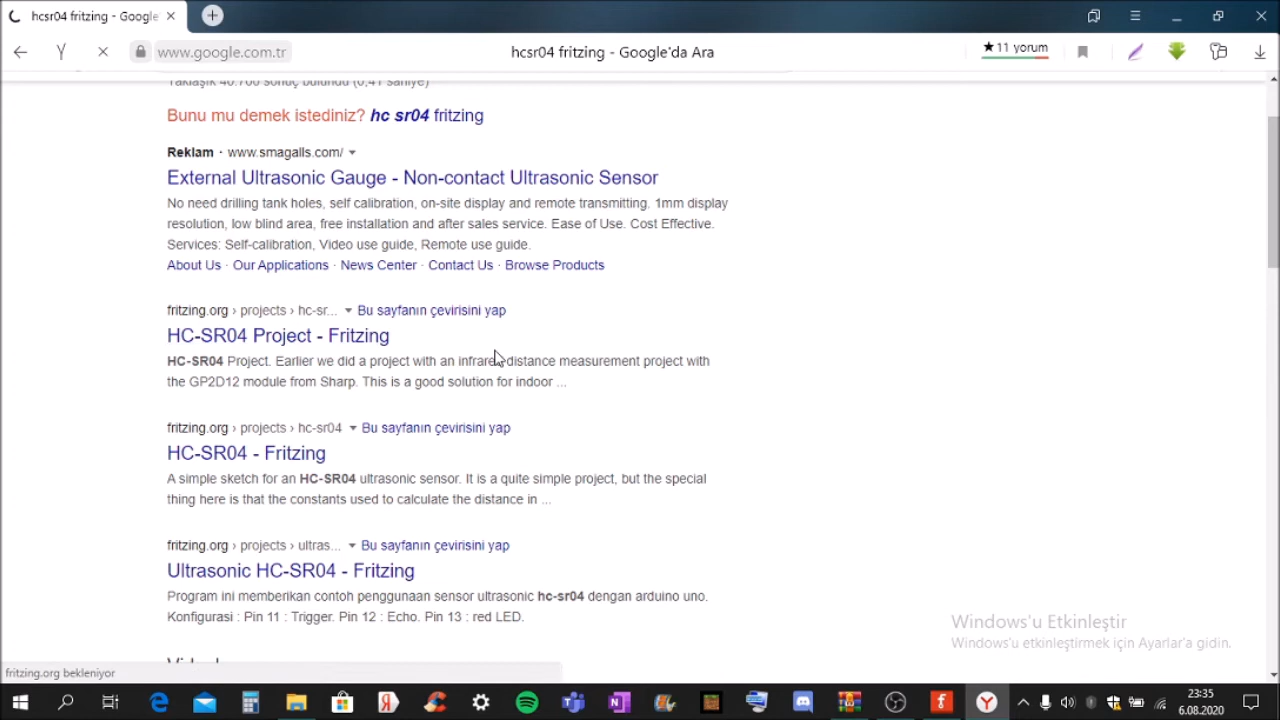 hcsr04 fritzing - Google
www.google.com.tr
hcsr04 fritzing - Google'da Ara
★11 yorum
Yaklaşık 40.700 sonuç bulundu (0,41 saniye)
Bunu mu demek istediniz? hc sr04 fritzing
Reklam · www.smagalls.com/
External Ultrasonic Gauge - Non-contact Ultrasonic Sensor
No need drilling tank holes, self calibration, on-site display and remote transmitting. 1mm display
resolution, low blind area, free installation and after sales service. Ease of Use. Cost Effective.
Services: Self-calibration, Video use guide, Remote use guide.
About Us · Our Applications · News Center · Contact Us · Browse Products
fritzing.org › projects › hc-sr... Bu sayfanın çevirisini yap
HC-SR04 Project - Fritzing
HC-SR04 Project. Earlier we did a project with an infrared distance measurement project with
the GP2D12 module from Sharp. This is a good solution for indoor ...
fritzing.org › projects › hc-sr04 Bu sayfanın çevirisini yap
HC-SR04 - Fritzing
A simple sketch for an HC-SR04 ultrasonic sensor. It is a quite simple project, but the special
thing here is that the constants used to calculate the distance in ...
fritzing.org › projects › ultras... Bu sayfanın çevirisini yap
Ultrasonic HC-SR04 - Fritzing
Program ini memberikan contoh penggunaan sensor ultrasonic hc-sr04 dengan arduino uno.
Konfigurasi : Pin 11 : Trigger. Pin 12 : Echo. Pin 13 : red LED.
Windows'u Etkinleştir
Windows'u etkinleştirmek için Ayarlar'a gidin.
fritzing.org bekleniyor
23:35
6.08.2020